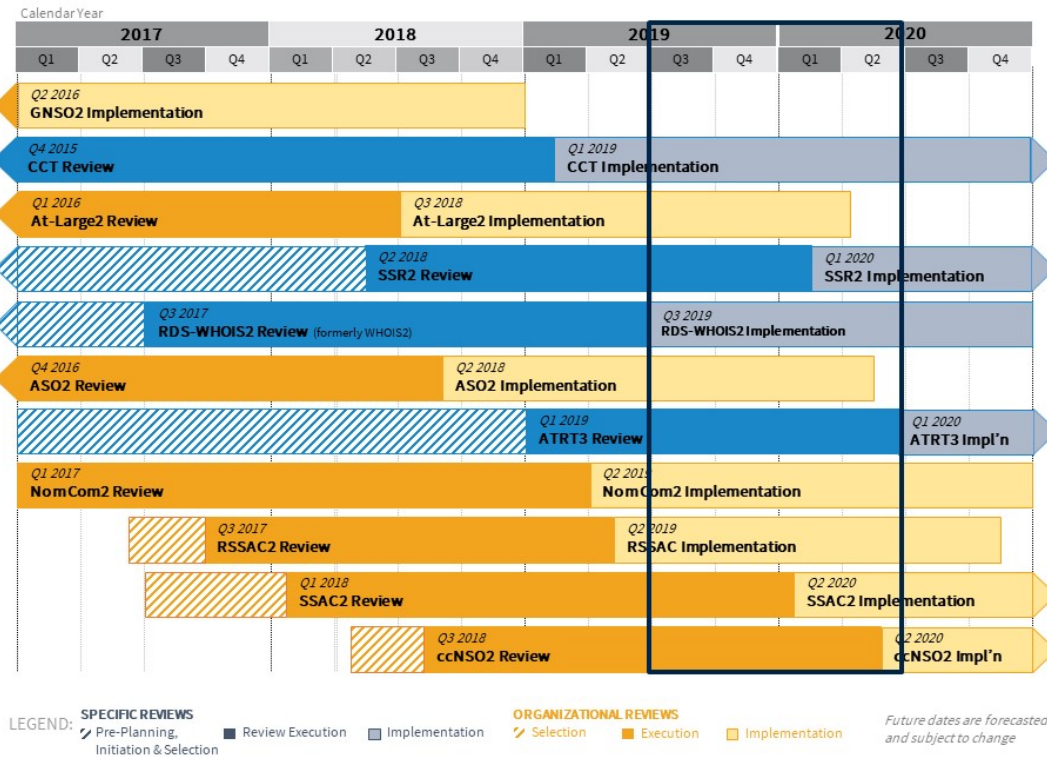 Calendar Year
2017 2018 2019 2020
Q1 Q2 Q3 Q4 Q1 Q2 Q3 Q4 Q1 Q2 Q3 Q4 Q1 Q2 Q3 Q4
Q2 2016
GNSO2 Implementation
Q4 2015
CCT Review
Q1 2019
CCT Implementation
Q1 2016
At-Large2 Review
Q3 2018
At-Large2 Implementation
Q2 2018
SSR2 Review
Q1 2020
SSR2 Implementation
Q3 2017
RDS-WHOIS2 Review (formerly WHOIS2)
Q3 2019
RDS-WHOIS2 Implementation
Q4 2016
ASO2 Review
Q2 2018
ASO2 Implementation
Q1 2019
ATRT3 Review
Q1 2020
ATRT3 Impl'n
Q1 2017
NomCom2 Review
Q2 2019
NomCom2 Implementation
Q3 2017
RSSAC2 Review
Q2 2019
RSSAC Implementation
Q1 2018
SSAC2 Review
Q2 2020
SSAC2 Implementation
Q3 2018
ccNSO2 Review
Q2 2020
ccNSO2 Impl'n
LEGEND:
SPECIFIC REVIEWS
Pre-Planning,
Initiation & Selection
Review Execution
Implementation
ORGANIZATIONAL REVIEWS
Selection
Execution
Implementation
Future dates are forecasted
and subject to change